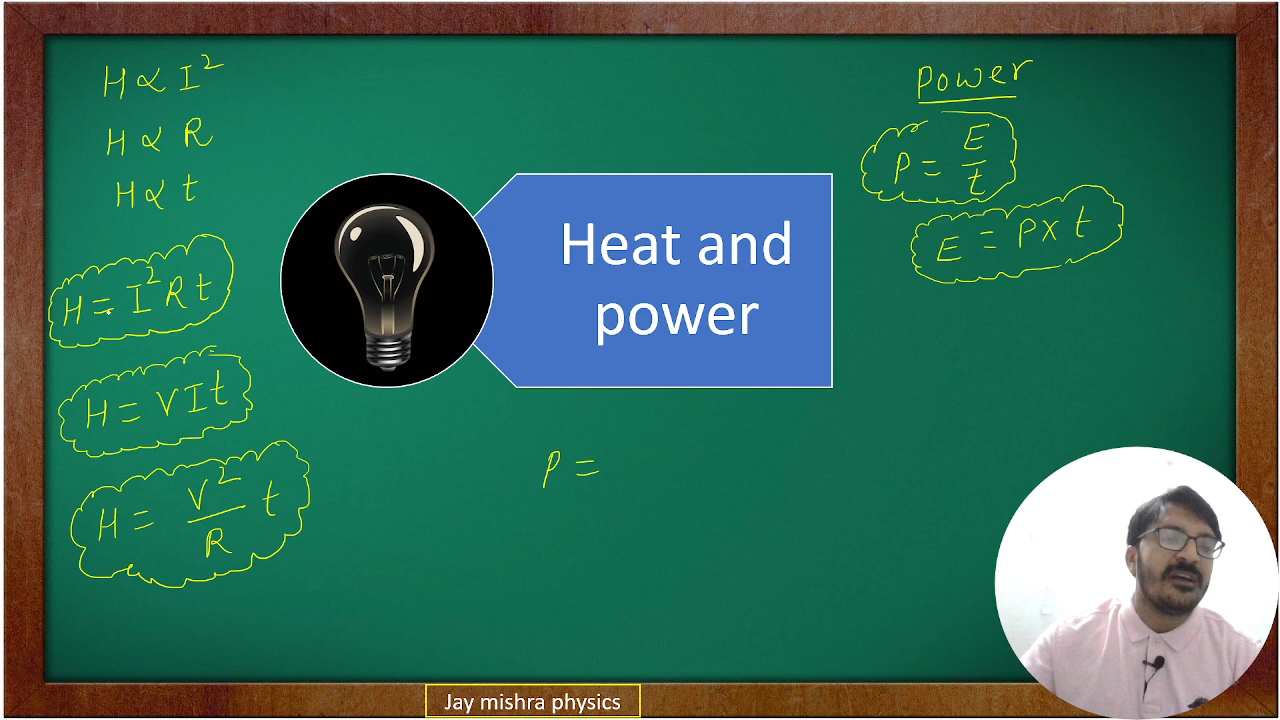 H ∝ I²
H ∝ R
H ∝ t
H = I²Rt
H = VIt
H = V²/R t
Heat and
power
P =
Power
P = E/t
E = P x t
Jay mishra physics